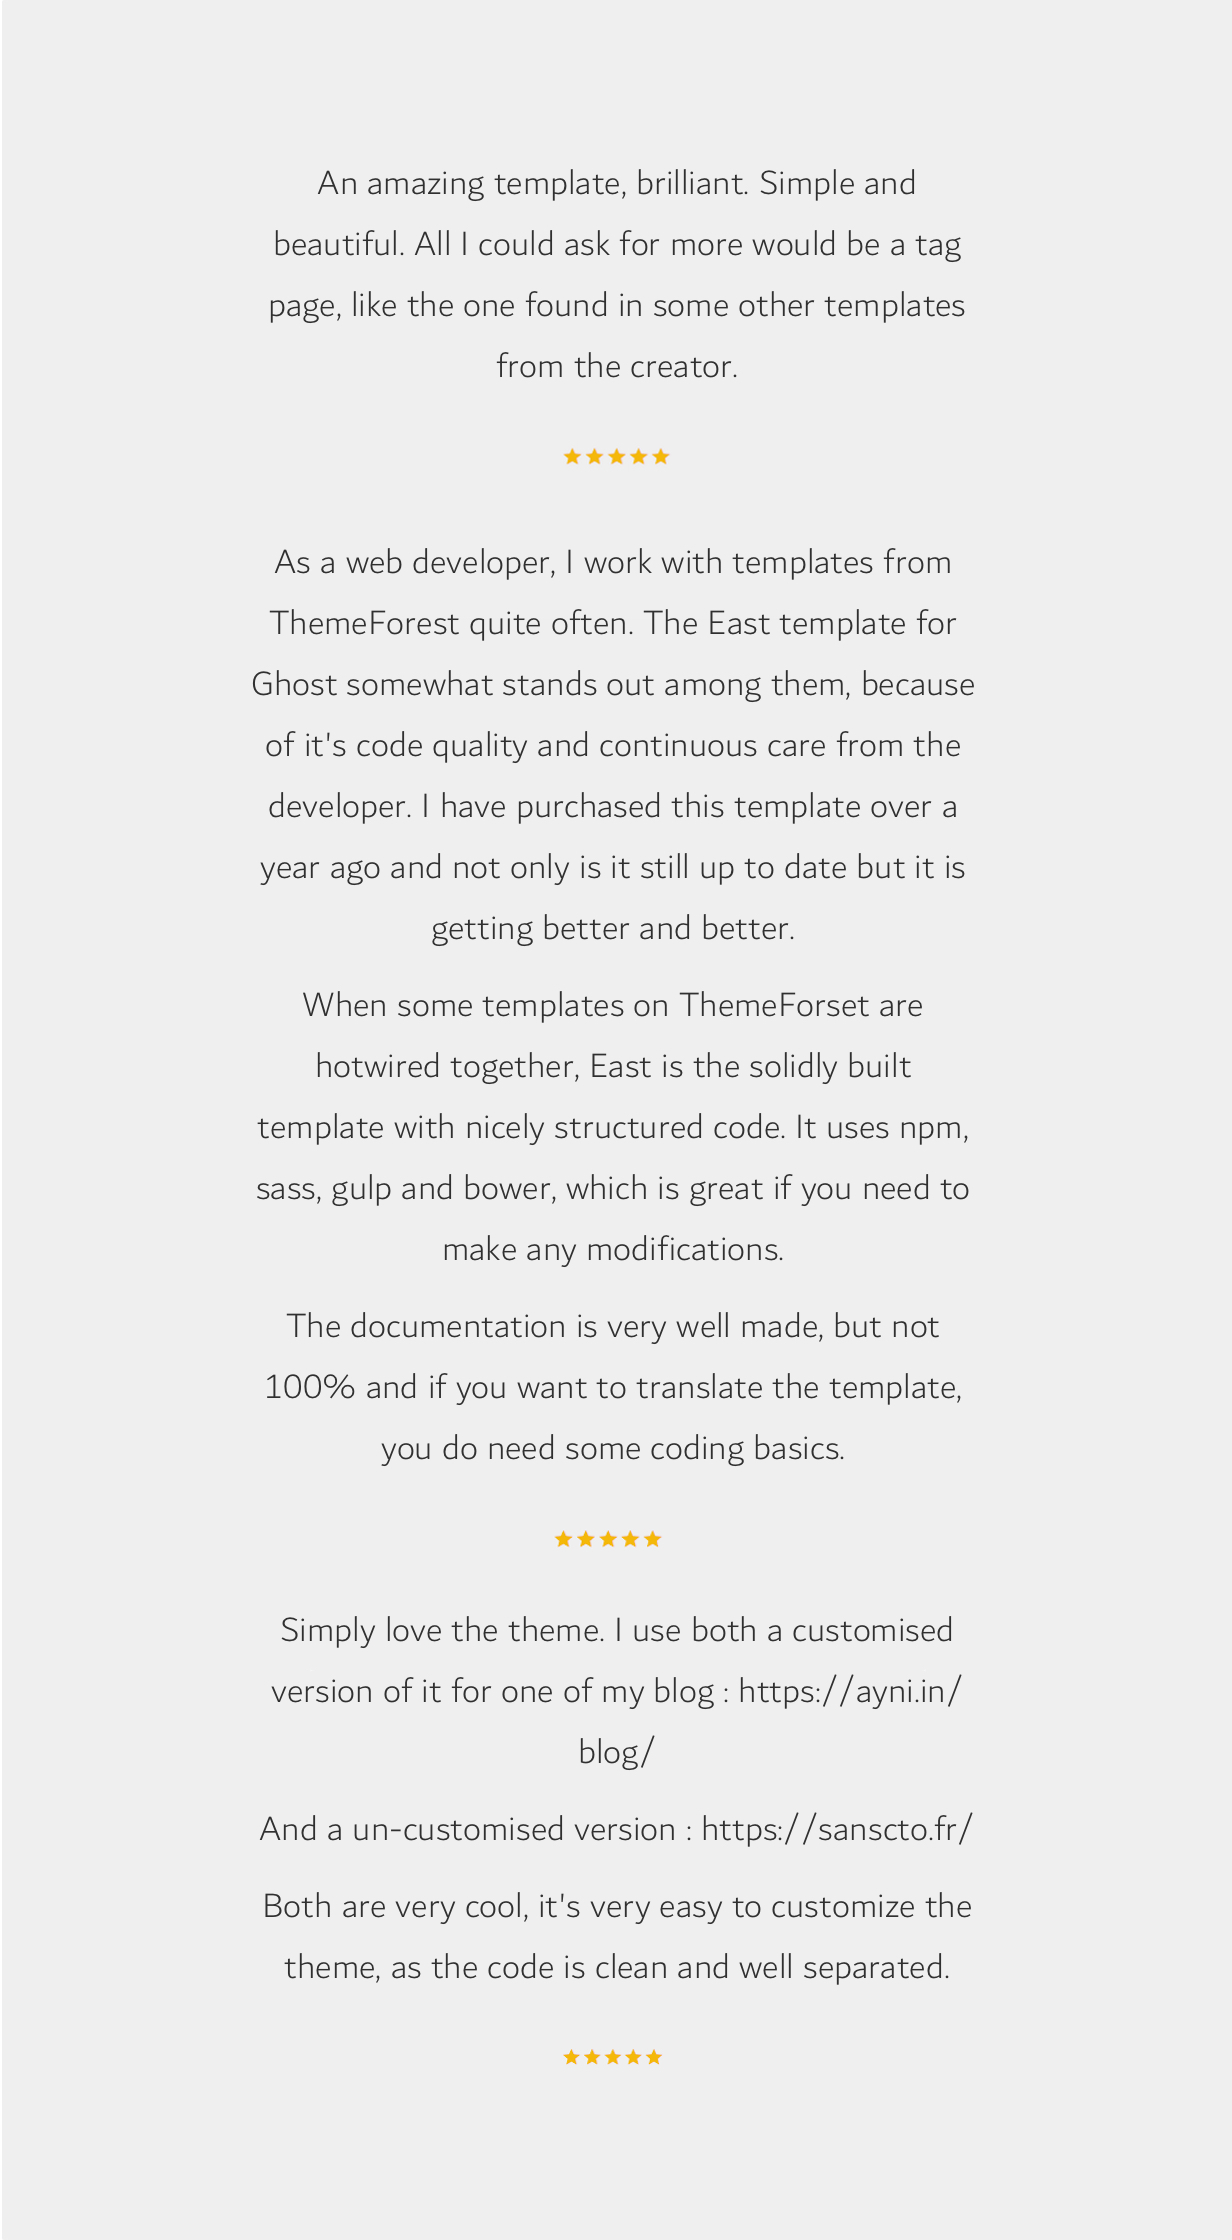 An amazing template, brilliant. Simple and
beautiful. All I could ask for more would be a tag
page, like the one found in some other templates
from the creator.
As a web developer, I work with templates from
ThemeForest quite often. The East template for
Ghost somewhat stands out among them, because
of it's code quality and continuous care from the
developer. I have purchased this template over a
year ago and not only is it still up to date but it is
getting better and better.
When some templates on ThemeForset are
hotwired together, East is the solidly built
template with nicely structured code. It uses npm,
sass, gulp and bower, which is great if you need to
make any modifications.
The documentation is very well made, but not
100% and if you want to translate the template,
you do need some coding basics.
Simply love the theme. I use both a customised
version of it for one of my blog : https://ayni.in/
blog/
And a un-customised version : https://sanscto.fr/
Both are very cool, it's very easy to customize the
theme, as the code is clean and well separated.